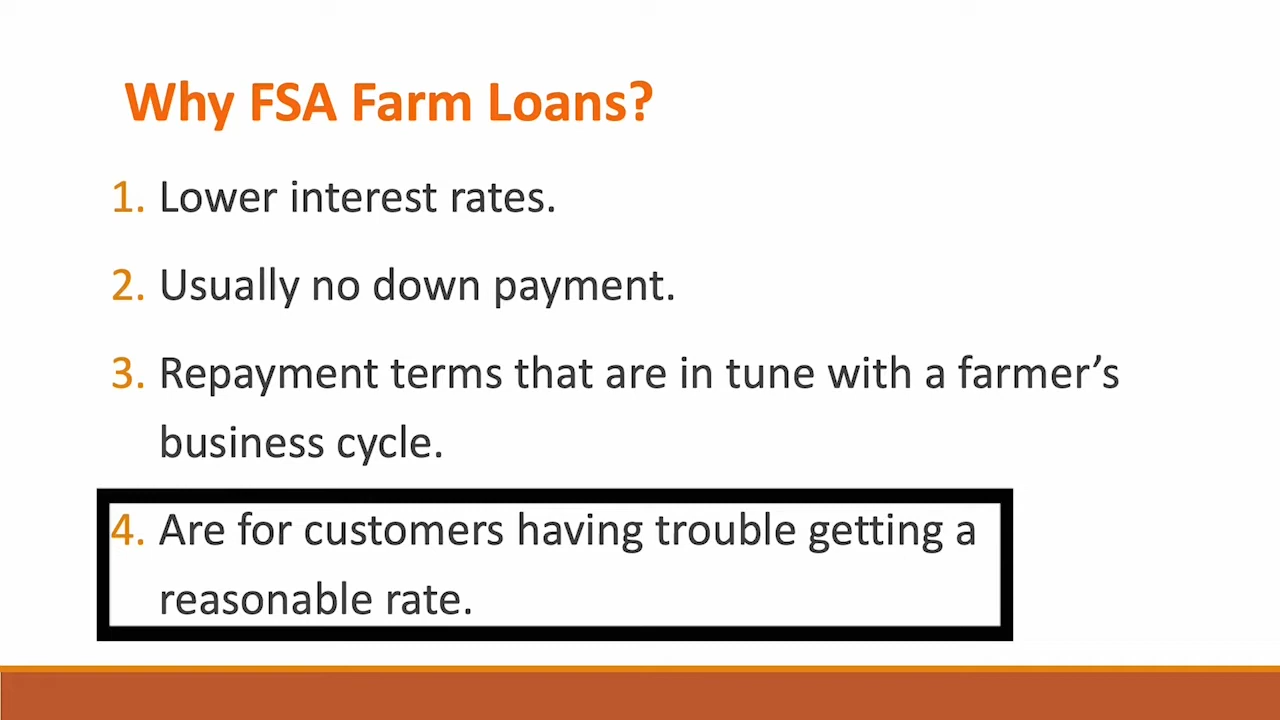 Why FSA Farm Loans?
1. Lower interest rates.
2. Usually no down payment.
3. Repayment terms that are in tune with a farmer’s
business cycle.
4. Are for customers having trouble getting a
reasonable rate.